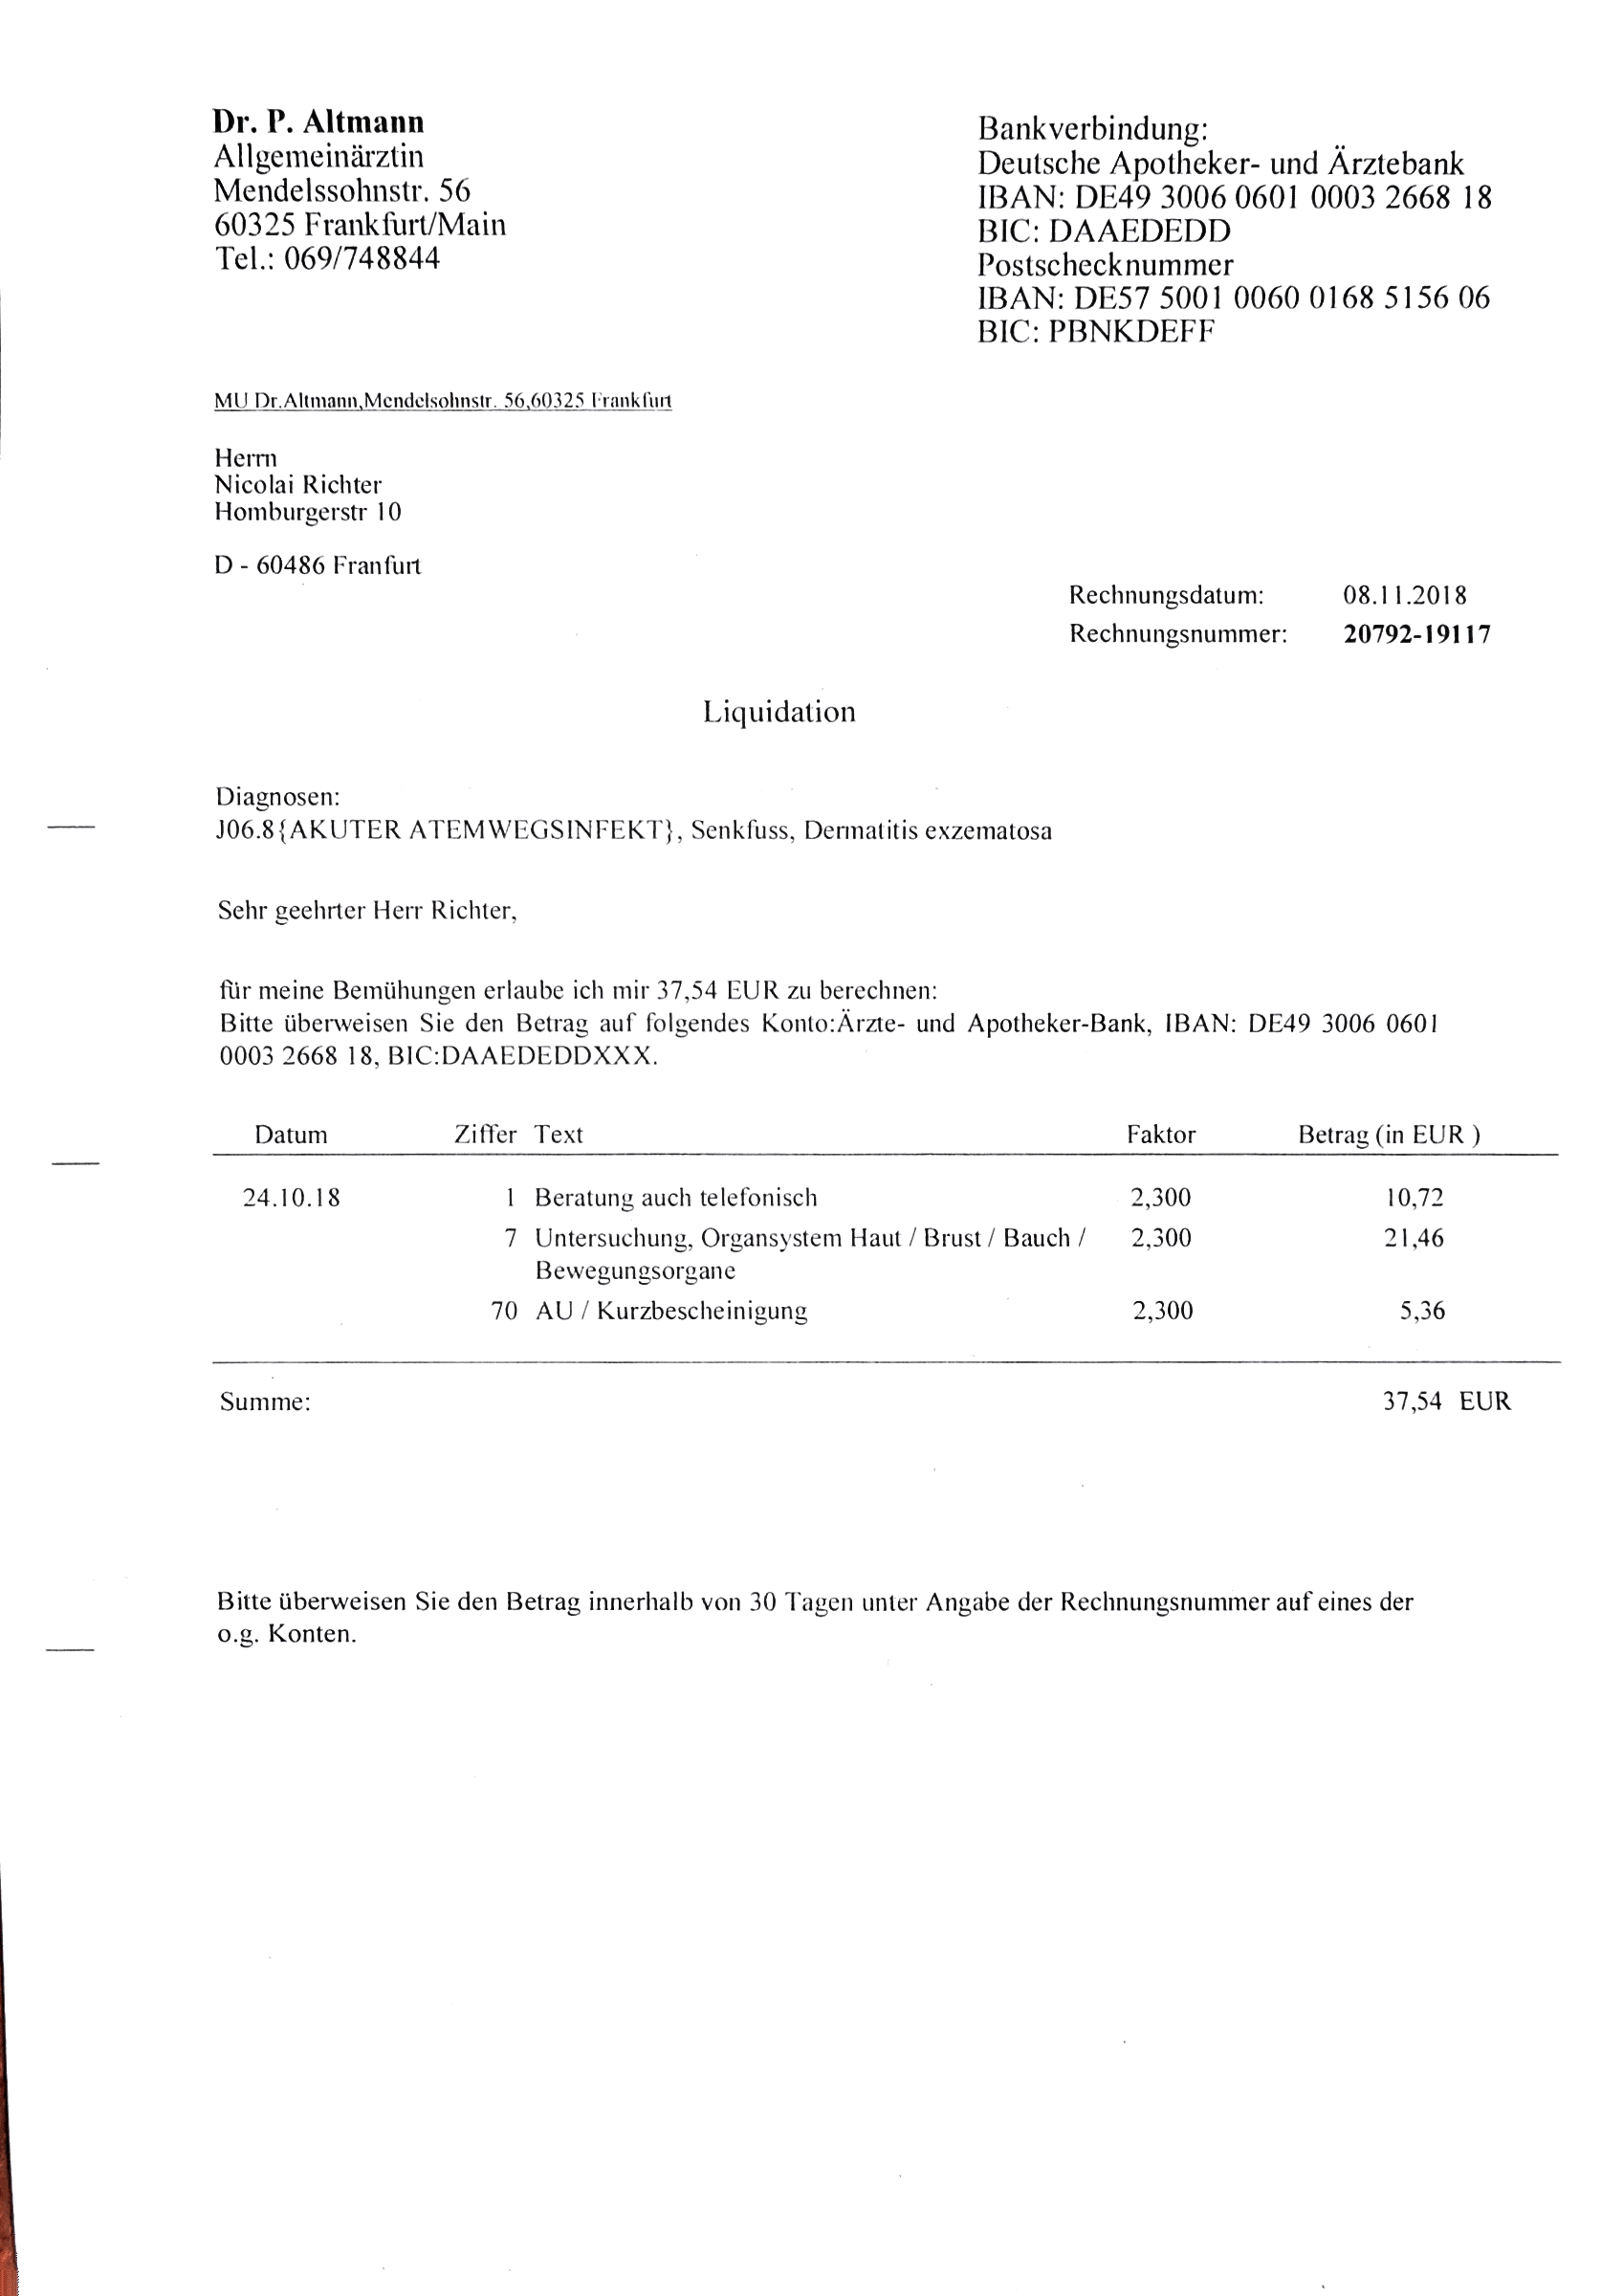 Dr. P. Altmann
Allgemeinärztin
Mendelssohnstr. 56
60325 Frankfurt/Main
Tel.: 069/748844
Bankverbindung:
Deutsche Apotheker- und Ärztebank
IBAN: DE49 3006 0601 0003 2668 18
BIC: DAAEDEDD
Postschecknummer
IBAN: DE57 5001 0060 0168 5156 06
BIC: PBNKDEFF
MU Dr.Altmann,Mendelsohnstr. 56,60325 Frankfurt
Herrn
Nicolai Richter
Homburgerstr 10
D - 60486 Franfurt
Rechnungsdatum: 08.11.2018
Rechnungsnummer: 20792-19117
Liquidation
Diagnosen:
J06.8{AKUTER ATEMWEGSINFEKT}, Senkfuss, Dermatitis exzematosa
Sehr geehrter Herr Richter,
für meine Bemühungen erlaube ich mir 37,54 EUR zu berechnen:
Bitte überweisen Sie den Betrag auf folgendes Konto:Ärzte- und Apotheker-Bank, IBAN: DE49 3006 0601
0003 2668 18, BIC:DAAEDEDDXXX.
Datum Ziffer Text Faktor Betrag (in EUR )
24.10.18 1 Beratung auch telefonisch 2,300 10,72
7 Untersuchung, Organsystem Haut / Brust / Bauch / 2,300 21,46
Bewegungsorgane
70 AU / Kurzbescheinigung 2,300 5,36
Summe: 37,54 EUR
Bitte überweisen Sie den Betrag innerhalb von 30 Tagen unter Angabe der Rechnungsnummer auf eines der
o.g. Konten.